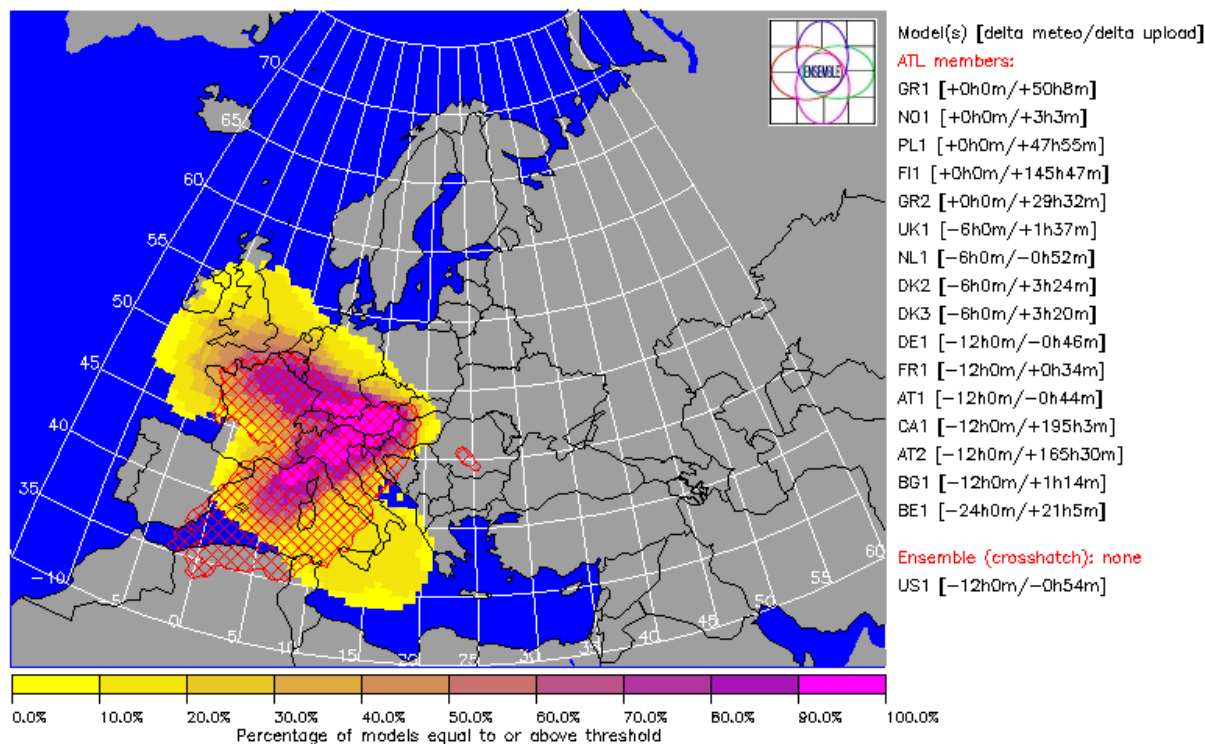 Model(s) [delta meteo/delta upload]
ATL members:
GR1 [+0h0m/+50h8m]
NO1 [+0h0m/+3h3m]
PL1 [+0h0m/+47h55m]
FI1 [+0h0m/+145h47m]
GR2 [+0h0m/+29h32m]
UK1 [-6h0m/+1h37m]
NL1 [-6h0m/-0h52m]
DK2 [-6h0m/+3h24m]
DK3 [-6h0m/+3h20m]
DE1 [-12h0m/-0h46m]
FR1 [-12h0m/+0h34m]
AT1 [-12h0m/-0h44m]
CA1 [-12h0m/+195h3m]
AT2 [-12h0m/+165h30m]
BG1 [-12h0m/+1h14m]
BE1 [-24h0m/+21h5m]
Ensemble (crosshatch): none
US1 [-12h0m/-0h54m]
ENSEMBLE
70
65
60
55
50
45
40
35
-10
0
5
10
15
20
25
30
35
40
45
50
55
60
0.0% 10.0% 20.0% 30.0% 40.0% 50.0% 60.0% 70.0% 80.0% 90.0% 100.0%
Percentage of models equal to or above threshold